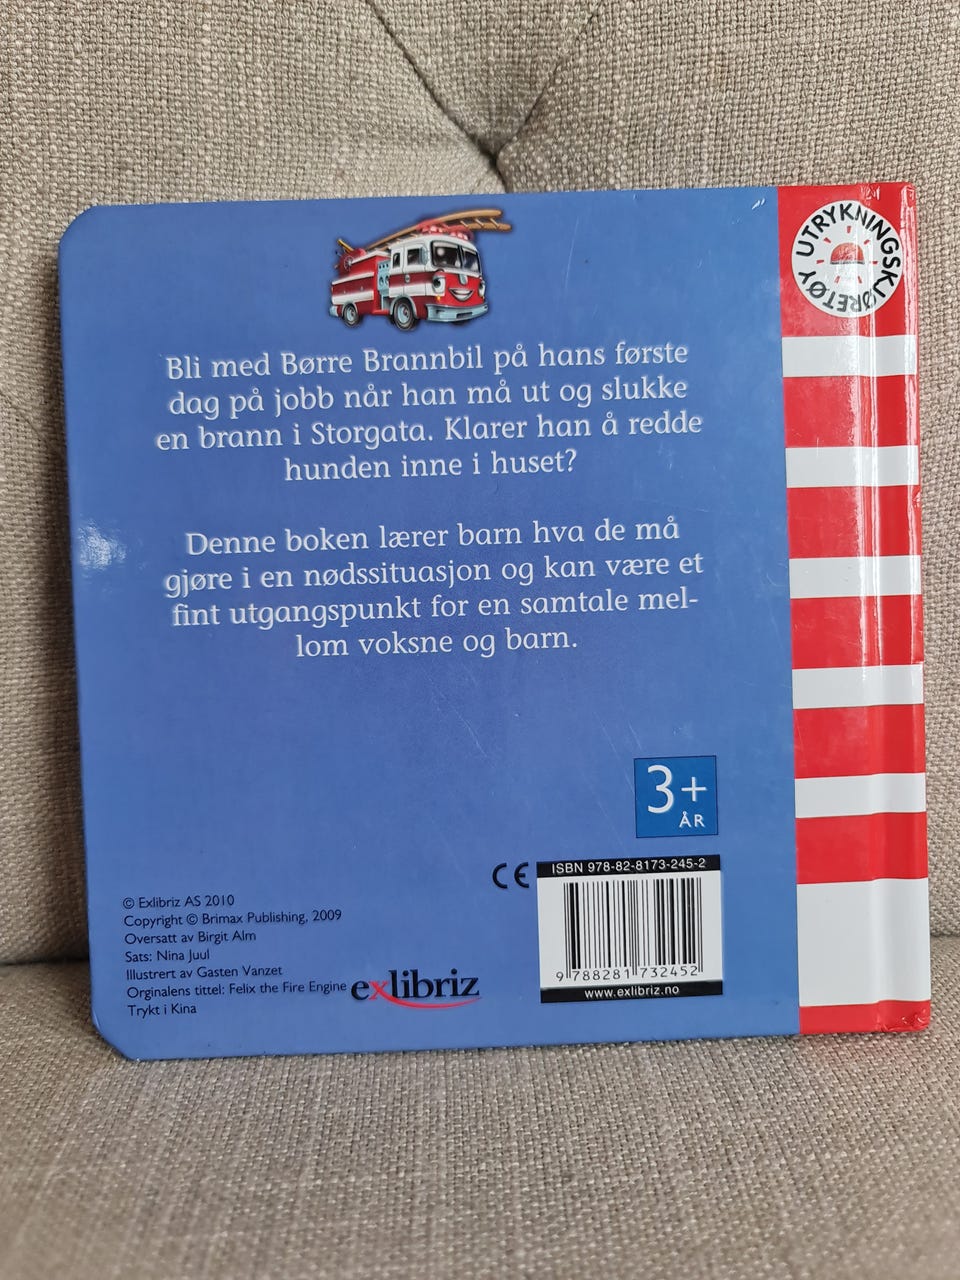 UTRYKNINGSKJØRETØY
Bli med Børre Brannbil på hans første
dag på jobb når han må ut og slukke
en brann i Storgata. Klarer han å redde
hunden inne i huset?
Denne boken lærer barn hva de må
gjøre i en nødssituasjon og kan være et
fint utgangspunkt for en samtale mel-
lom voksne og barn.
3+
ÅR
CE
ISBN 978-82-8173-245-2
9 788281 732452
www.exlibriz.no
© Exlibriz AS 2010
Copyright © Brimax Publishing, 2009
Oversatt av Birgit Alm
Sats: Nina Juul
Illustrert av Gasten Vanzet
Orginalens tittel: Felix the Fire Engine
Trykt i Kina
exlibriz